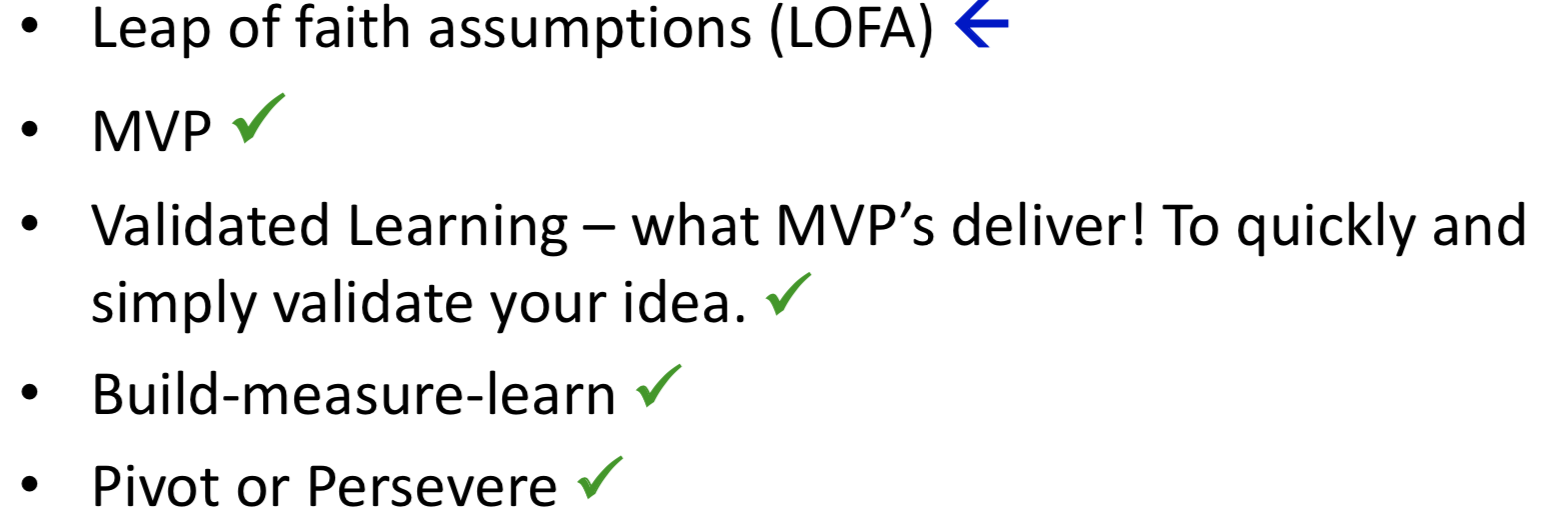 • Leap of faith assumptions (LOFA) ←
• MVP ✓
• Validated Learning – what MVP’s deliver! To quickly and
simply validate your idea. ✓
• Build-measure-learn ✓
• Pivot or Persevere ✓